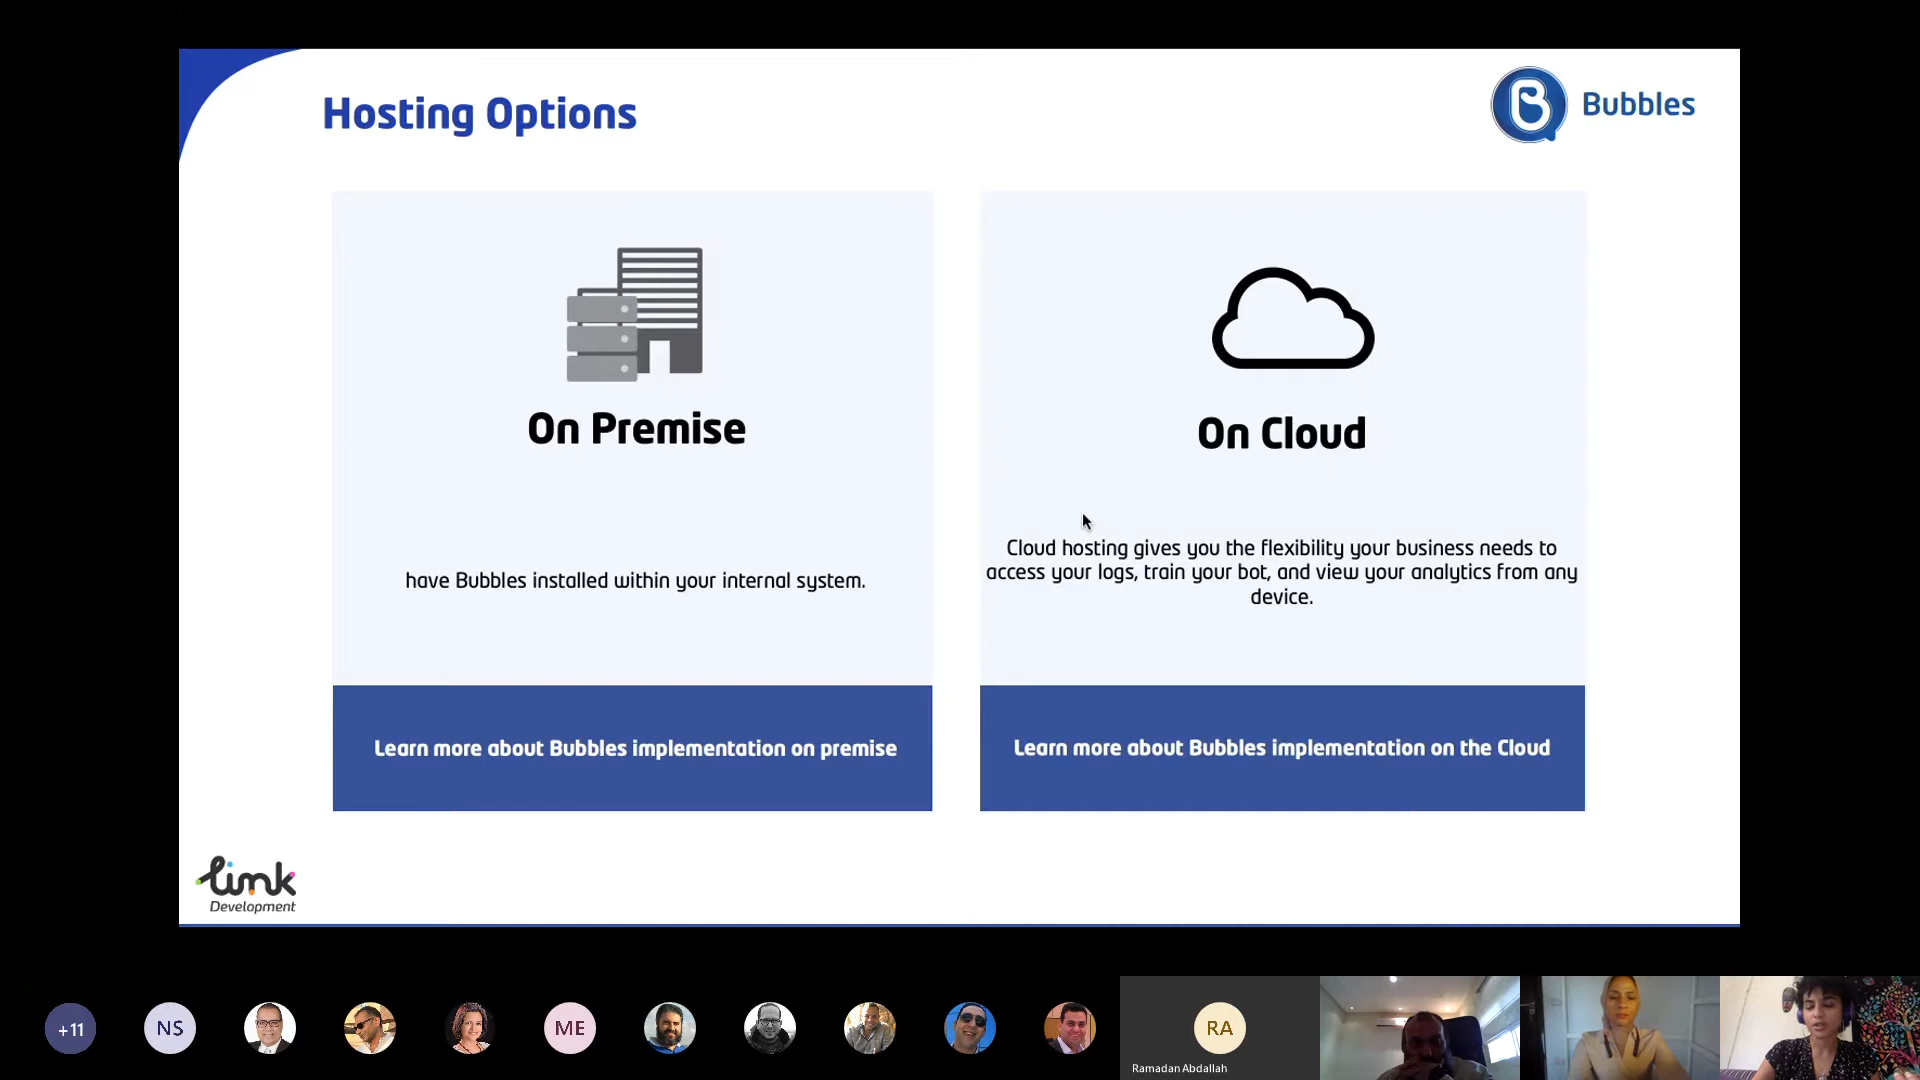 Hosting Options
Bubbles
On Premise
have Bubbles installed within your internal system.
Learn more about Bubbles implementation on premise
On Cloud
Cloud hosting gives you the flexibility your business needs to
access your logs, train your bot, and view your analytics from any
device.
Learn more about Bubbles implementation on the Cloud
link
Development
+11
NS
ME
RA
Ramadan Abdallah